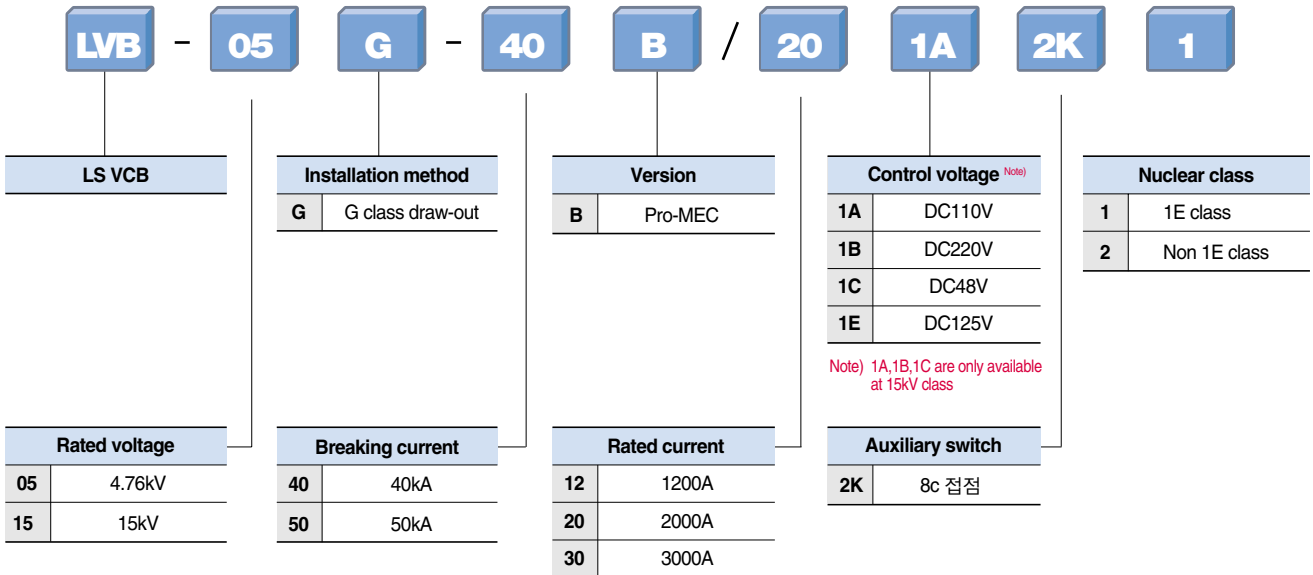 LVB - 05 G - 40 B / 20 1A 2K 1
LS VCB
Installation method
G G class draw-out
Version
B Pro-MEC
Control voltage Note)
1A DC110V
1B DC220V
1C DC48V
1E DC125V
Note) 1A,1B,1C are only available
at 15kV class
Nuclear class
1 1E class
2 Non 1E class
Rated voltage
05 4.76kV
15 15kV
Breaking current
40 40kA
50 50kA
Rated current
12 1200A
20 2000A
30 3000A
Auxiliary switch
2K 8c 접점